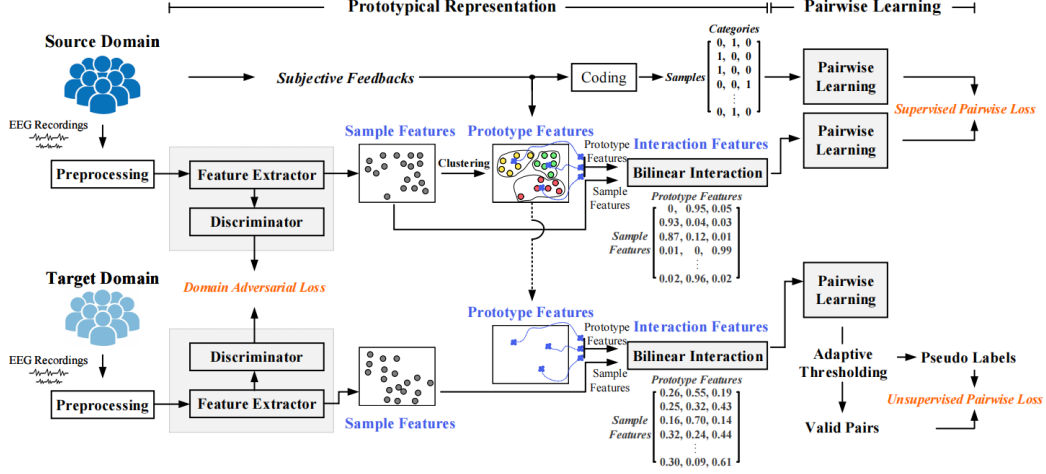 Prototypical Representation
Pairwise Learning
Source Domain
EEG Recordings
Preprocessing
Subjective Feedbacks
Coding
Categories
Samples
0, 1, 0
1, 0, 0
1, 0, 0
0, 0, 1
⋮
0, 1, 0
Pairwise
Learning
Pairwise
Learning
Supervised Pairwise Loss
Feature Extractor
Discriminator
Sample Features
Clustering
Prototype Features
Prototype
Features
Sample
Features
Interaction Features
Bilinear Interaction
Prototype Features
Sample
Features
0, 0.95, 0.05
0.93, 0.04, 0.03
0.87, 0.12, 0.01
0.01, 0, 0.99
⋮
0.02, 0.96, 0.02
Domain Adversarial Loss
Target Domain
EEG Recordings
Preprocessing
Discriminator
Feature Extractor
Sample Features
Prototype Features
Prototype
Features
Sample
Features
Interaction Features
Bilinear Interaction
Prototype Features
Sample
Features
0.26, 0.55, 0.19
0.25, 0.32, 0.43
0.16, 0.70, 0.14
0.32, 0.24, 0.44
⋮
0.30, 0.09, 0.61
Pairwise
Learning
Adaptive
Thresholding
Pseudo Labels
Valid Pairs
Unsupervised Pairwise Loss